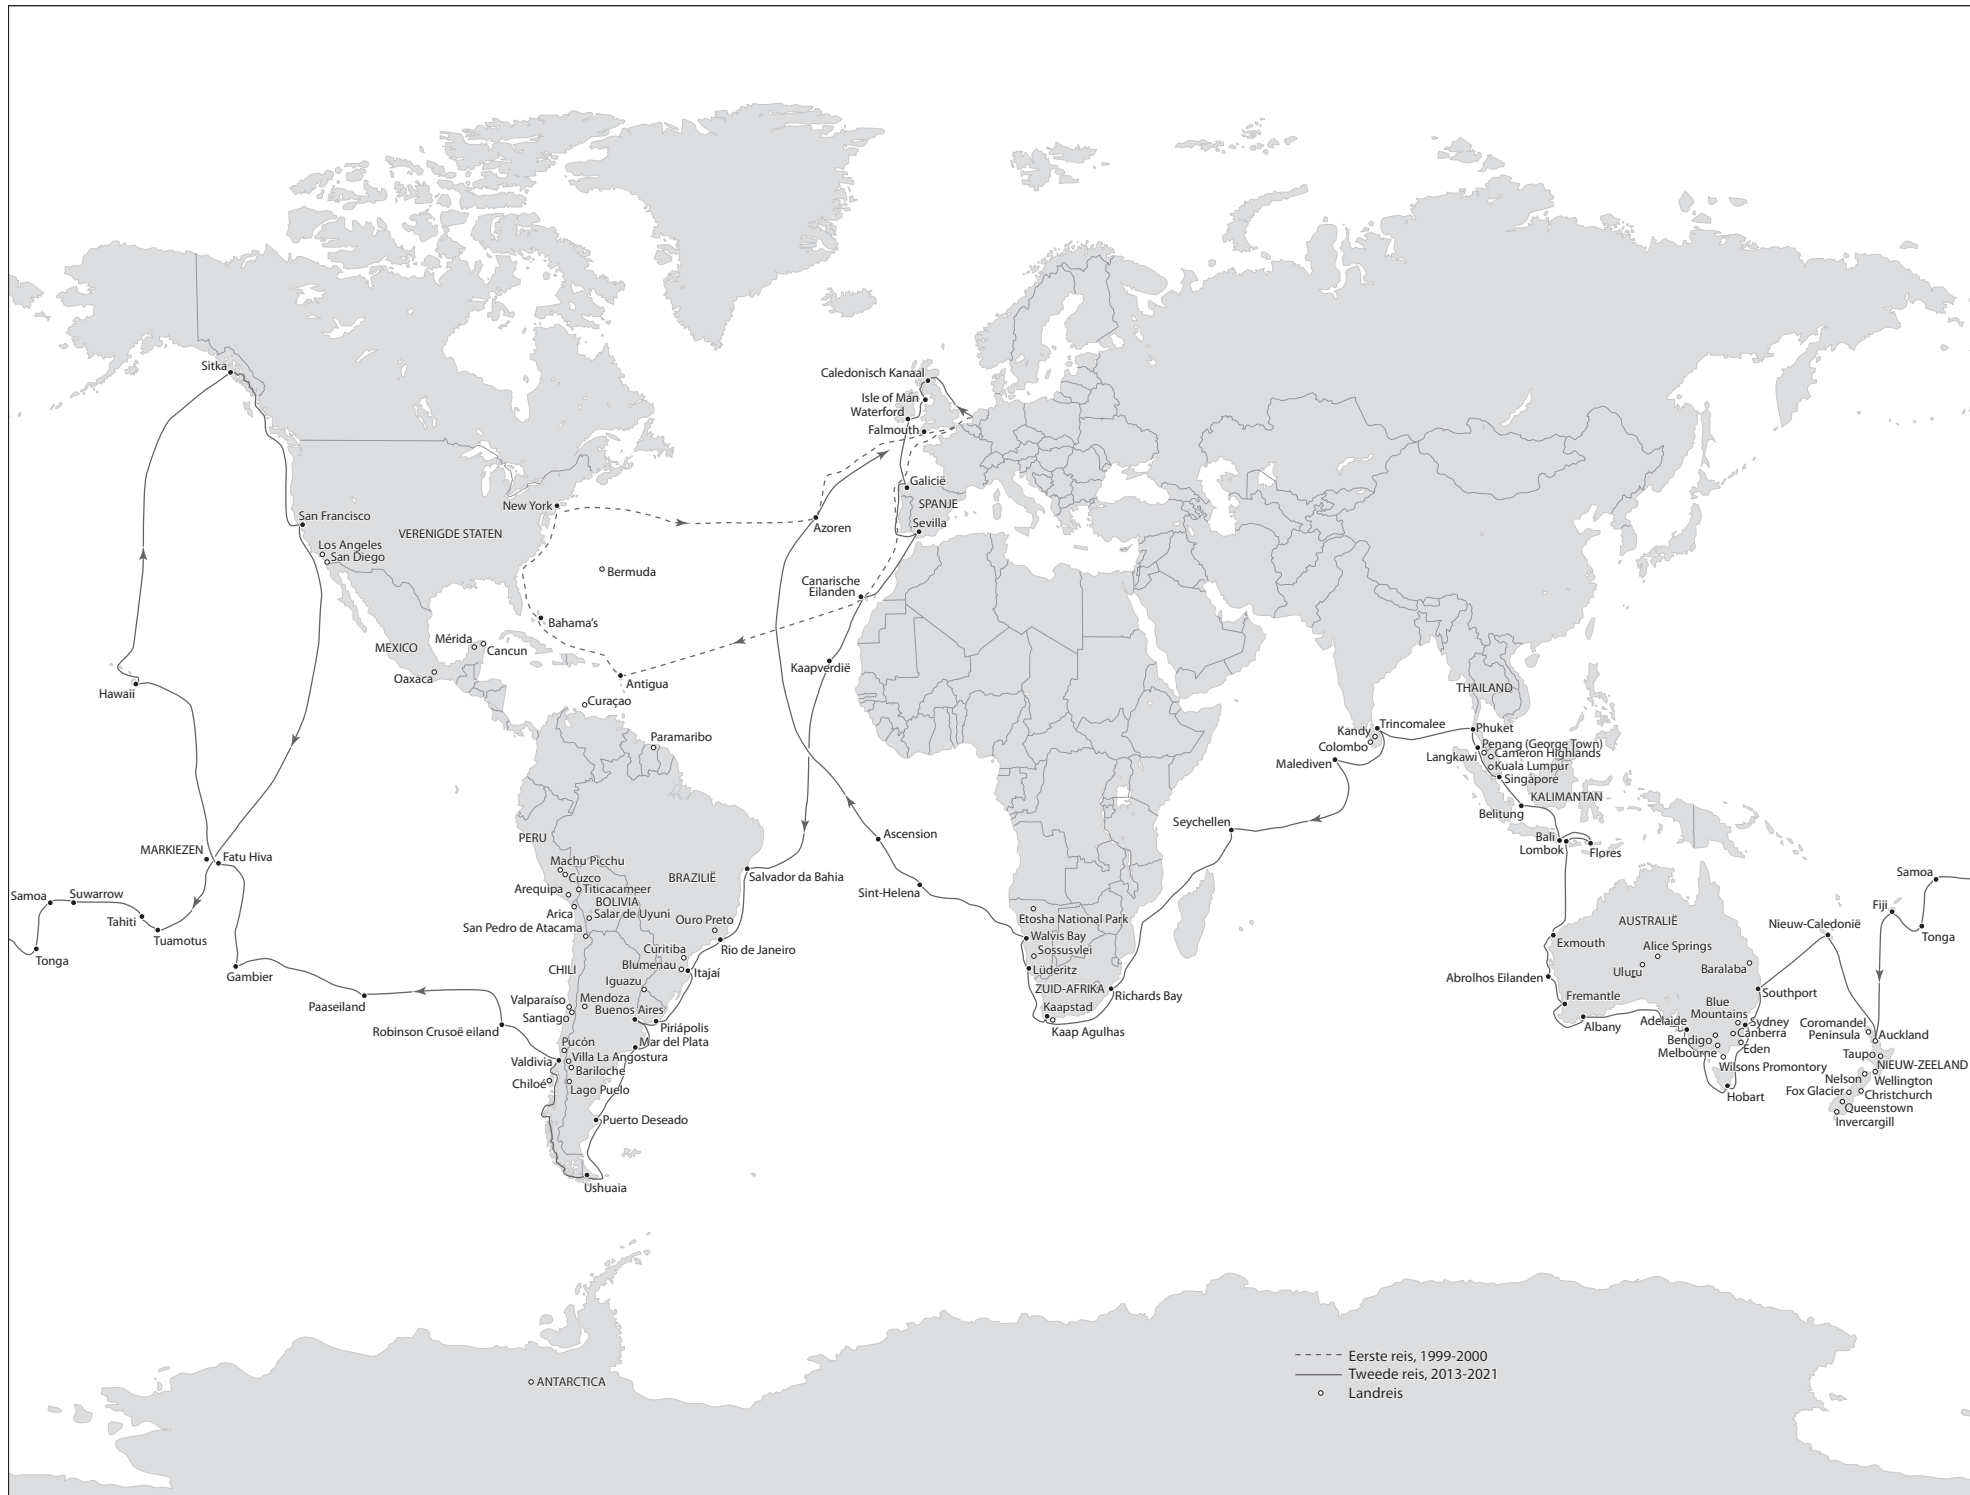 Sitka
Caledonisch Kanaal
Isle of Man
Waterford
Falmouth
Galicië
SPANJE
Sevilla
New York
Azoren
San Francisco
VERENIGDE STATEN
Los Angeles
San Diego
Bermuda
Canarische
Eilanden
Bahama's
Mérida
MEXICO
Cancun
Oaxaca
Kaapverdië
Hawaii
Antigua
Curaçao
THAILAND
Paramaribo
Kandy
Trincomalee
Colombo
Malediven
Phuket
Penang (George Town)
Langkawi
Cameron Highlands
Kuala Lumpur
Singapore
KALIMANTAN
Belitung
Seychellen
Ascension
Bali
Lombok
Flores
PERU
MARKIEZEN
Fatu Hiva
Machu Picchu
Cuzco
BRAZILIË
Salvador da Bahia
Arequipa
Titicacameer
BOLIVIA
Sint-Helena
Samoa
Suwarrow
Tahiti
Tuamotus
Arica
Salar de Uyuni
San Pedro de Atacama
Ouro Preto
Etosha National Park
AUSTRALIË
Samoa
Fiji
Nieuw-Caledonië
Tonga
Tonga
Rio de Janeiro
Curitiba
Blumenau
Itajaí
Walvis Bay
Sossusvlei
Lüderitz
Exmouth
Alice Springs
Uluru
Baralaba
Abrolhos Eilanden
Gambier
CHILI
Iguazu
Paaseiland
Valparaíso
Mendoza
Santiago
Buenos Aires
ZUID-AFRIKA
Richards Bay
Kaapstad
Kaap Agulhas
Southport
Fremantle
Blue
Mountains
Albany
Adelaide
Sydney
Canberra
Bendigo
Eden
Melbourne
Wilsons Promontory
Hobart
Coromandel
Peninsula
Auckland
Robinson Crusoë eiland
Piriápolis
Mar del Plata
Pucón
Valdivia
Villa La Angostura
Bariloche
Chiloé
Lago Puelo
Taupo
NIEUW-ZEELAND
Nelson
Wellington
Fox Glacier
Christchurch
Queenstown
Invercargill
Puerto Deseado
Ushuaia
ANTARCTICA
Eerste reis, 1999-2000
Tweede reis, 2013-2021
Landreis